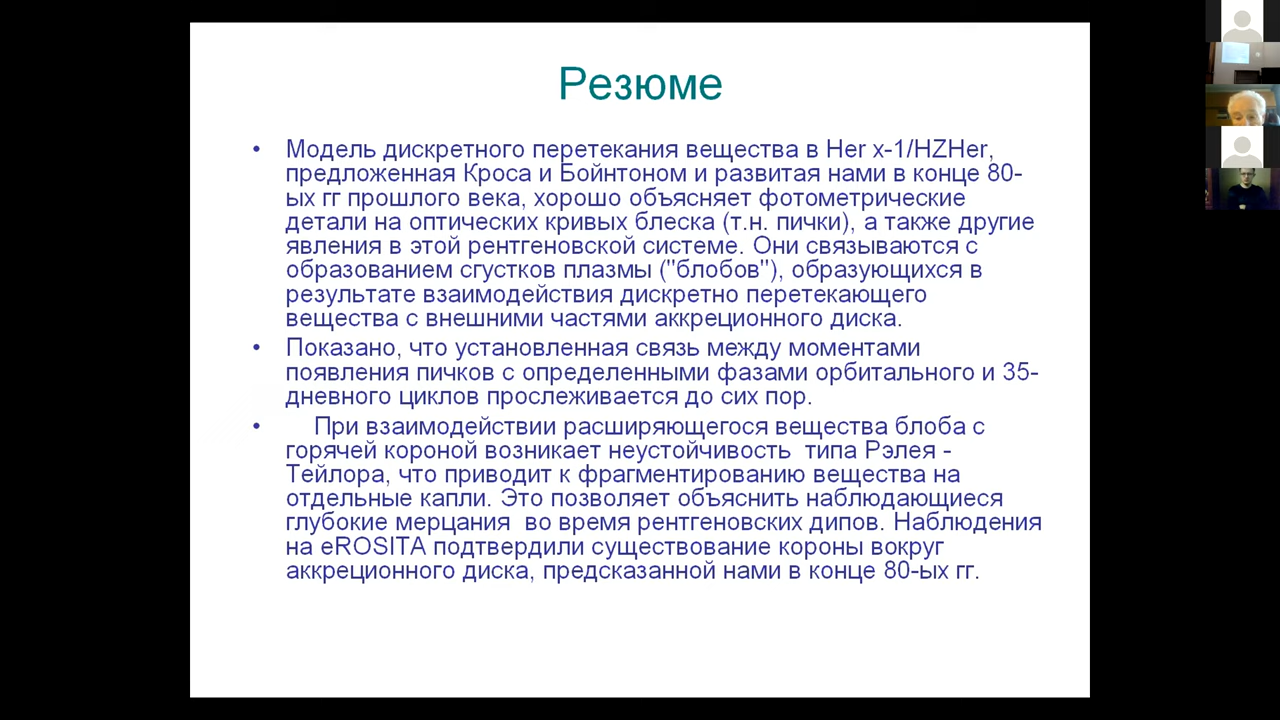 Резюме
• Модель дискретного перетекания вещества в Her x-1/HZHer,
предложенная Кроса и Бойнтоном и развитая нами в конце 80-
ых гг прошлого века, хорошо объясняет фотометрические
детали на оптических кривых блеска (т.н. пички), а также другие
явления в этой рентгеновской системе. Они связываются с
образованием сгустков плазмы ("блобов"), образующихся в
результате взаимодействия дискретно перетекающего
вещества с внешними частями аккреционного диска.
• Показано, что установленная связь между моментами
появления пичков с определенными фазами орбитального и 35-
дневного циклов прослеживается до сих пор.
• При взаимодействии расширяющегося вещества блоба с
горячей короной возникает неустойчивость типа Рэлея -
Тейлора, что приводит к фрагментированию вещества на
отдельные капли. Это позволяет объяснить наблюдающиеся
глубокие мерцания во время рентгеновских дипов. Наблюдения
на eROSITA подтвердили существование короны вокруг
аккреционного диска, предсказанной нами в конце 80-ых гг.